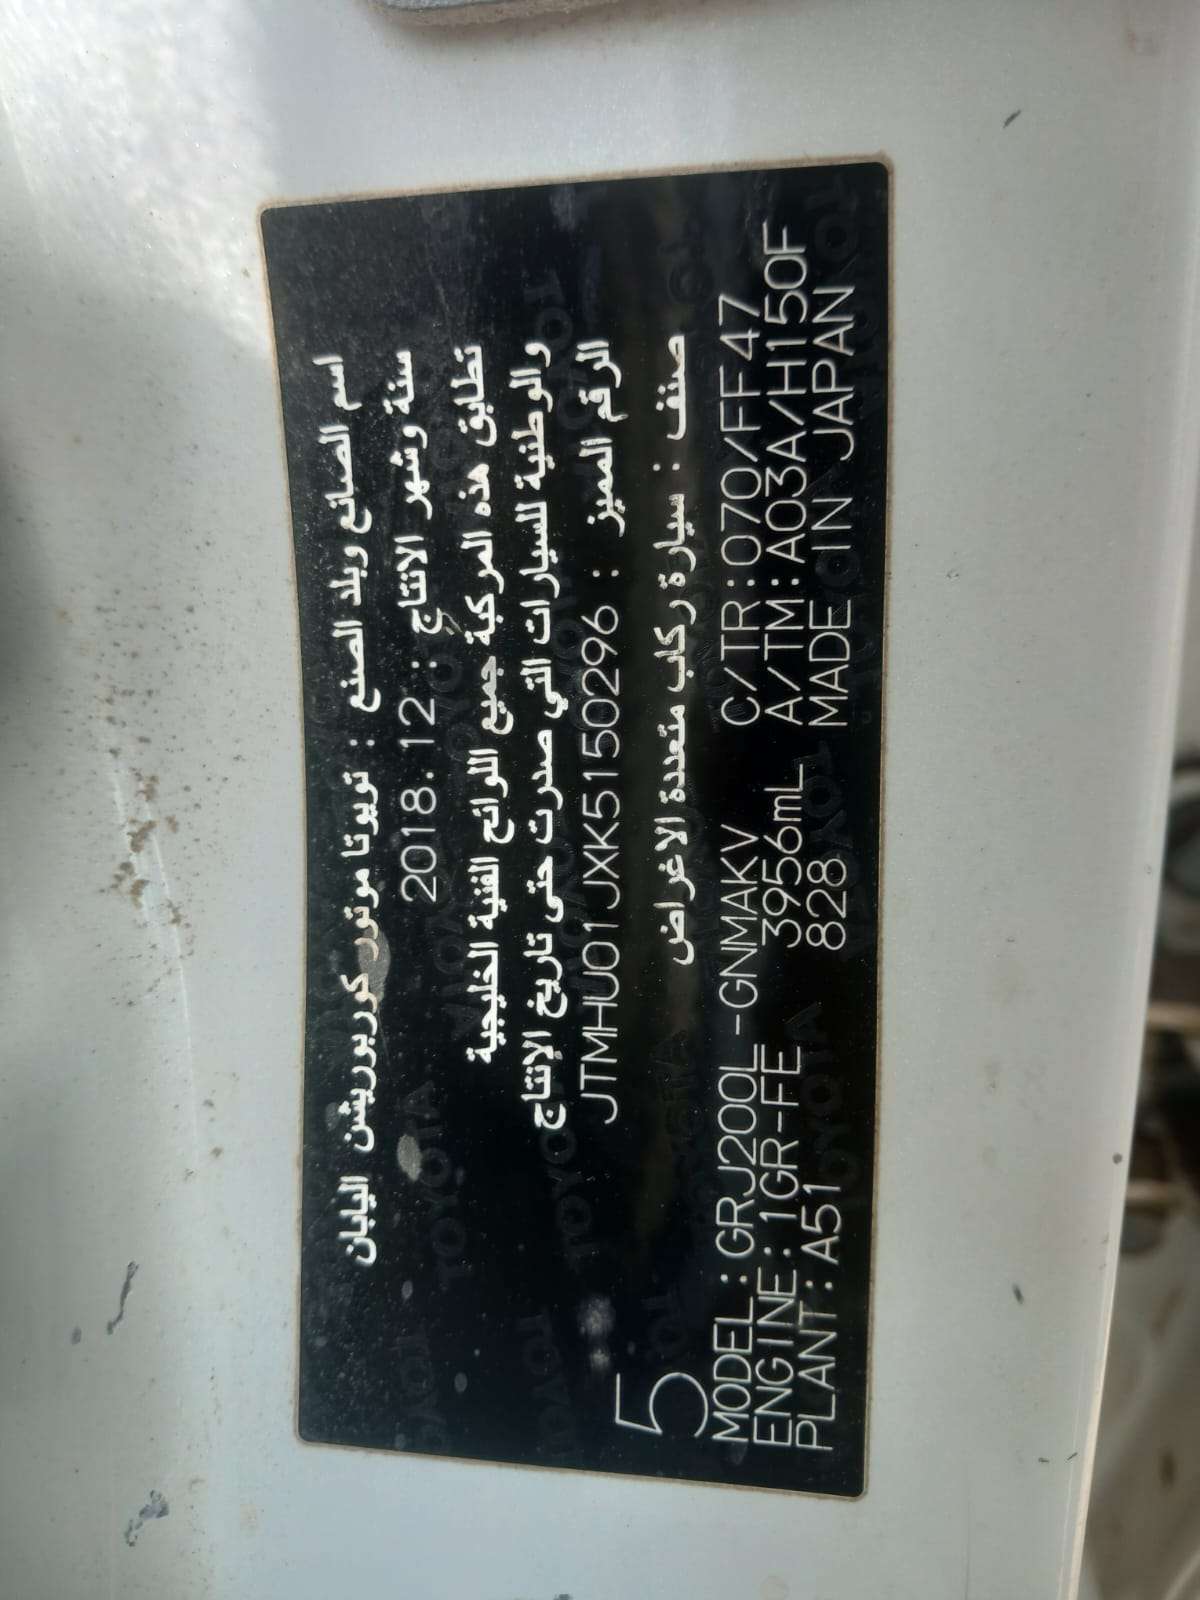 اسم الصانع وبلد الصنع : تويوتا موتور كوربوريشن اليابان
سنة وشهر الانتاج : 2018.12
تطابق هذه المركبة جميع اللوائح الفنية الخليجية
والوطنية للسيارات التي صدرت حتى تاريخ الإنتاج
الرقم المميز : JTMHU01JXK5150296
صنف : سيارة ركاب متعددة الاغراض
5
MODEL:GRJ200L-GNMAKV C/TR:070/FF47
ENGINE:1GR-FE 3956mL A/TM:A03A/H150F
PLANT:A51 828 MADE IN JAPAN